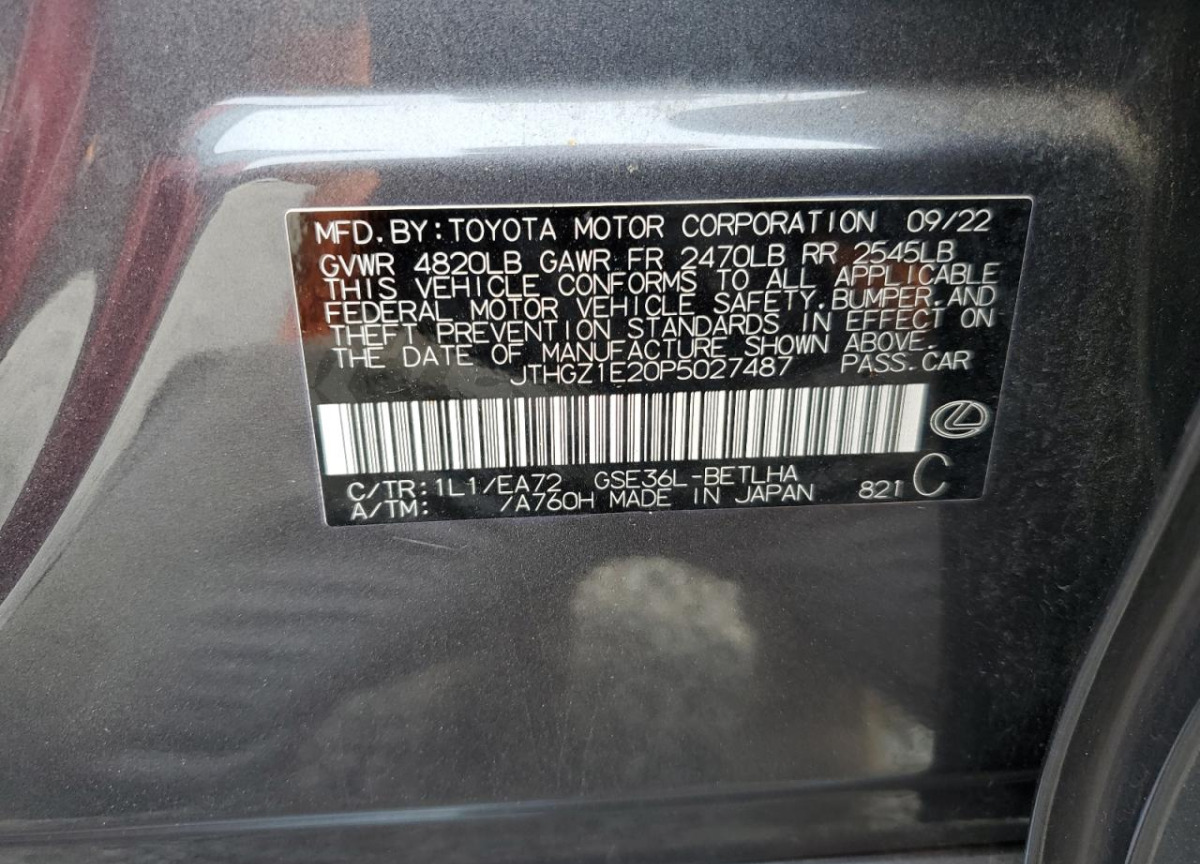 MFD.BY:TOYOTA MOTOR CORPORATION 09/22
GVWR 4820LB GAWR FR 2470LB RR 2545LB
THIS VEHICLE CONFORMS TO ALL APPLICABLE
FEDERAL MOTOR VEHICLE SAFETY,BUMPER,AND
THEFT PREVENTION STANDARDS IN EFFECT ON
THE DATE OF MANUFACTURE SHOWN ABOVE.
JTHGZ1E20P5027487 PASS.CAR
C/TR:1L1/EA72 GSE36L-BETLHA
A/TM: /A760H MADE IN JAPAN 821 C